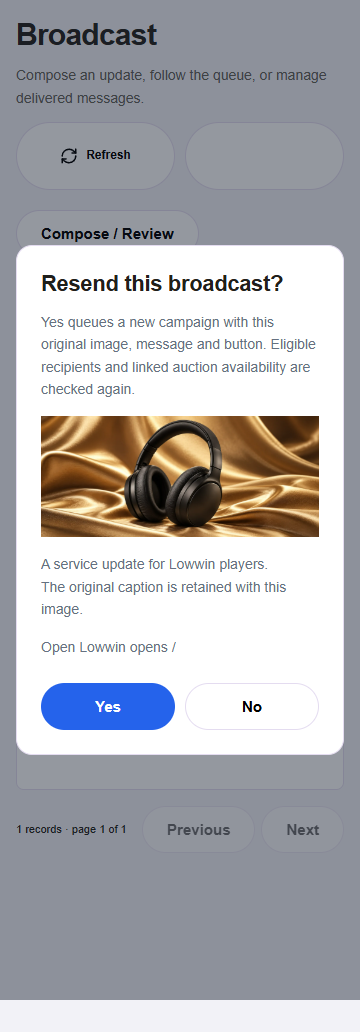 Broadcast
Compose an update, follow the queue, or manage
delivered messages.
Refresh
Compose / Review
Resend this broadcast?
Yes queues a new campaign with this
original image, message and button. Eligible
recipients and linked auction availability are
checked again.
A service update for Lowwin players.
The original caption is retained with this
image.
Open Lowwin opens /
Yes No
1 records · page 1 of 1 Previous Next